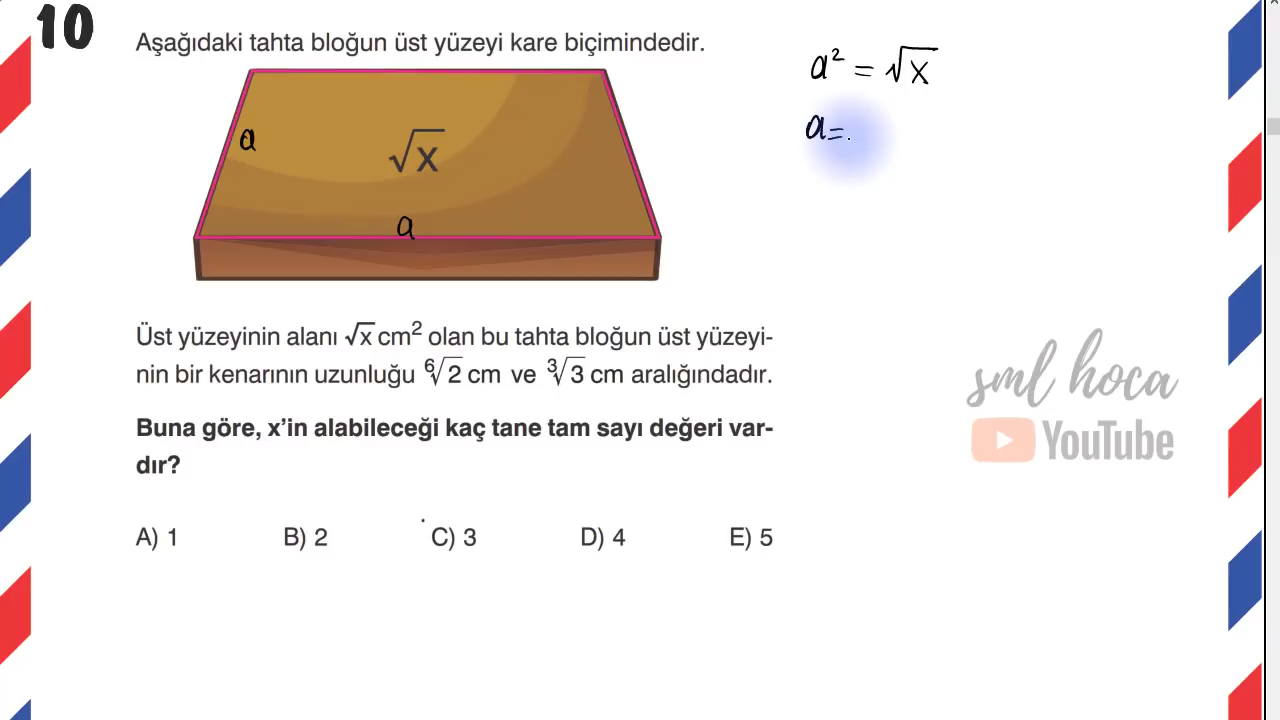 10
Aşağıdaki tahta bloğun üst yüzeyi kare biçimindedir.
a² = √x
a=.
a
√x
a
Üst yüzeyinin alanı √x cm² olan bu tahta bloğun üst yüzeyi-
nin bir kenarının uzunluğu ⁶√2 cm ve ³√3 cm aralığındadır.
Buna göre, x'in alabileceği kaç tane tam sayı değeri var-
dır?
A) 1 B) 2 C) 3 D) 4 E) 5
sml hoca
YouTube